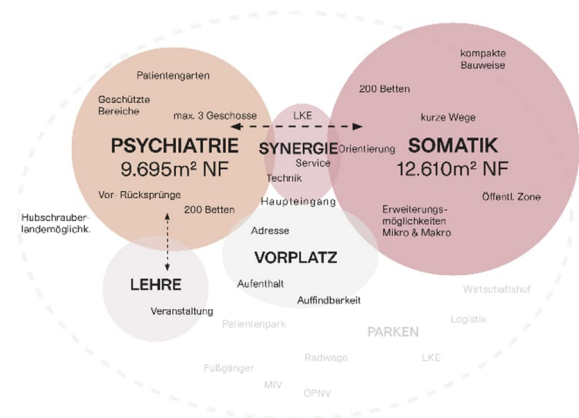 kompakte
Bauweise
Patientengarten
200 Betten
Geschützte
Bereiche
max. 3 Geschosse
LKE
kurze Wege
PSYCHIATRIE
9.695m² NF
SYNERGIE
Orientierung
SOMATIK
12.610m² NF
Service
Technik
Vor- Rücksprünge
200 Betten
Haupteingang
Öffentl. Zone
Erweiterungs-
möglichkeiten
Mikro & Makro
Hubschrauber-
landemöglichk.
Adresse
VORPLATZ
LEHRE
Aufenthalt
Auffindbarkeit
Veranstaltung
Wirtschaftshof
Patientenpark
PARKEN
Logistik
Radwege
LKE
Fußgänger
MIV
ÖPNV